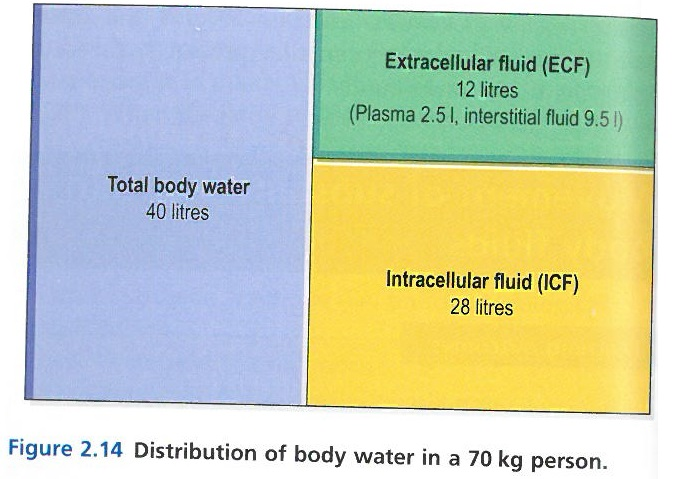 Total body water
40 litres
Extracellular fluid (ECF)
12 litres
(Plasma 2.5 l, interstitial fluid 9.5 l)
Intracellular fluid (ICF)
28 litres
Figure 2.14 Distribution of body water in a 70 kg person.